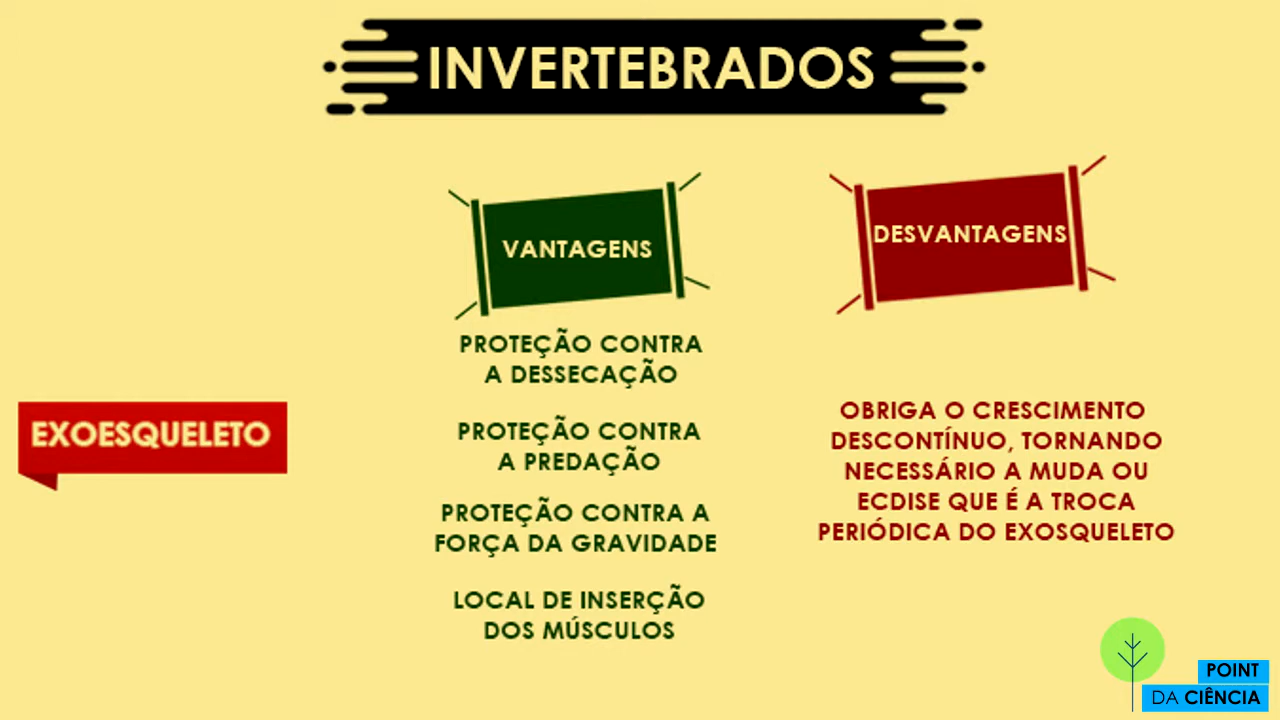 INVERTEBRADOS
VANTAGENS
DESVANTAGENS
EXOESQUELETO
PROTEÇÃO CONTRA
A DESSECAÇÃO
PROTEÇÃO CONTRA
A PREDAÇÃO
PROTEÇÃO CONTRA A
FORÇA DA GRAVIDADE
LOCAL DE INSERÇÃO
DOS MÚSCULOS
OBRIGA O CRESCIMENTO
DESCONTÍNUO, TORNANDO
NECESSÁRIO A MUDA OU
ECDISE QUE É A TROCA
PERIÓDICA DO EXOSQUELETO
POINT
DA CIÊNCIA